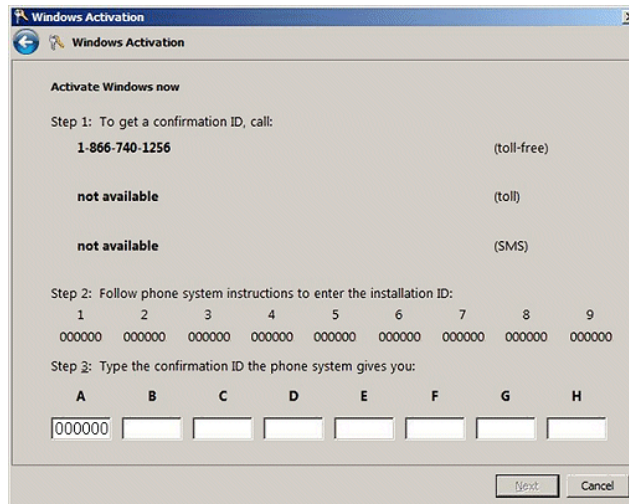 Windows Activation
Windows Activation
Activate Windows now
Step 1: To get a confirmation ID, call:
1-866-740-1256 (toll-free)
not available (toll)
not available (SMS)
Step 2: Follow phone system instructions to enter the installation ID:
1 2 3 4 5 6 7 8 9
000000 000000 000000 000000 000000 000000 000000 000000 000000
Step 3: Type the confirmation ID the phone system gives you:
A B C D E F G H
000000
Next Cancel